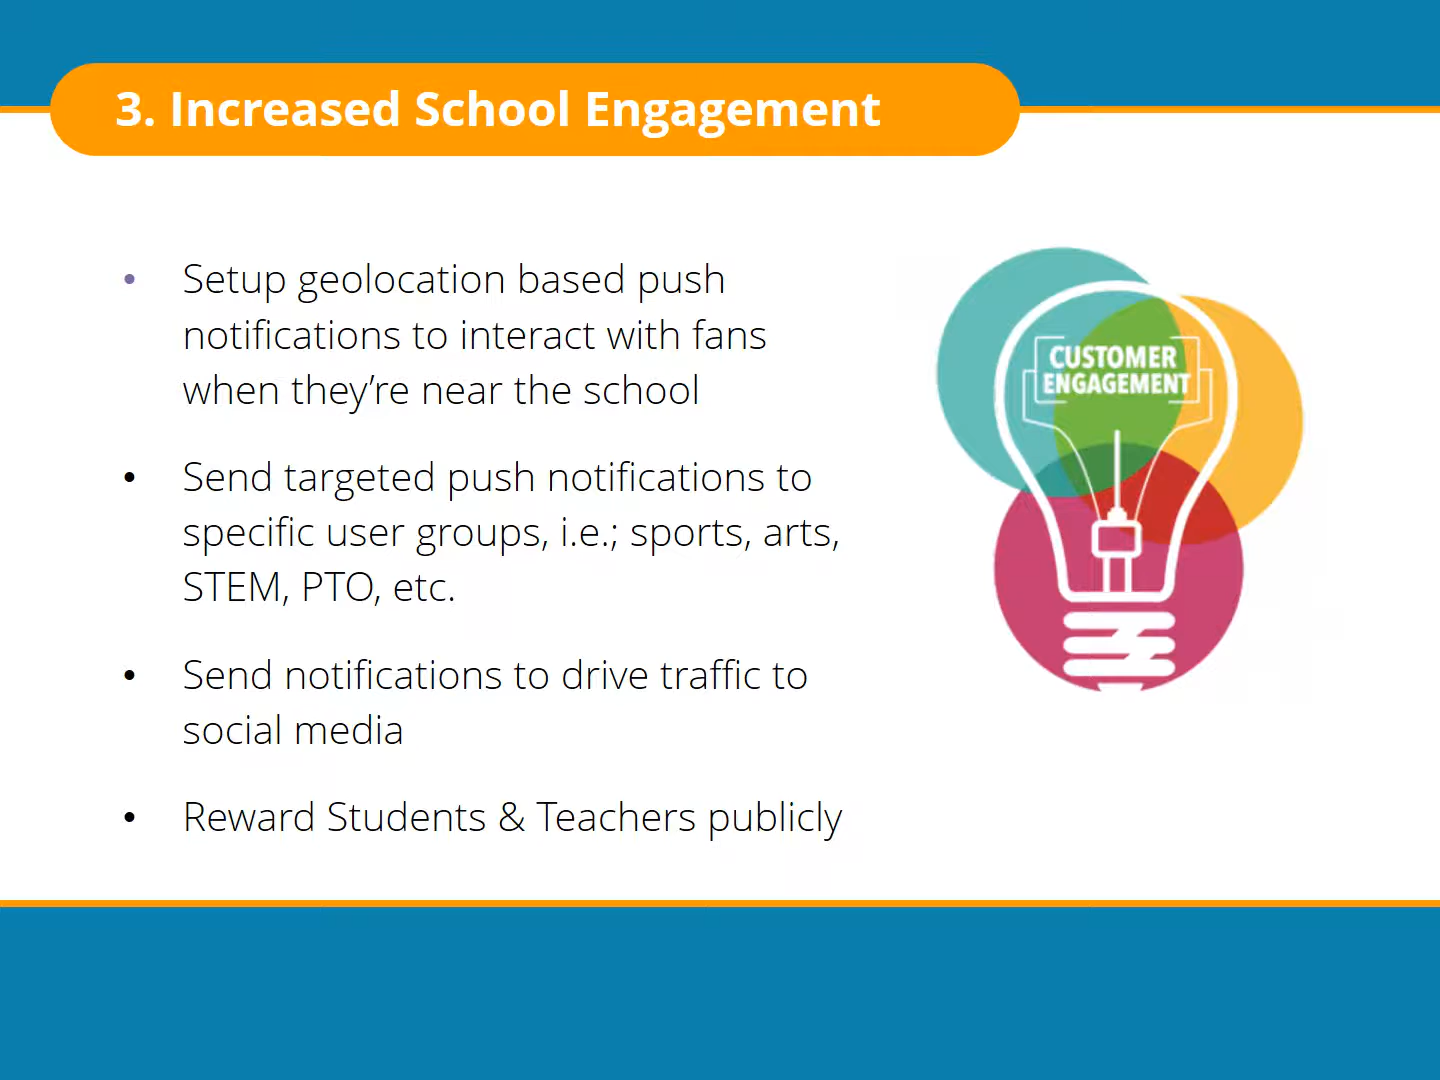 3. Increased School Engagement
• Setup geolocation based push
notifications to interact with fans
when they’re near the school
• Send targeted push notifications to
specific user groups, i.e.; sports, arts,
STEM, PTO, etc.
• Send notifications to drive traffic to
social media
• Reward Students & Teachers publicly
CUSTOMER
ENGAGEMENT